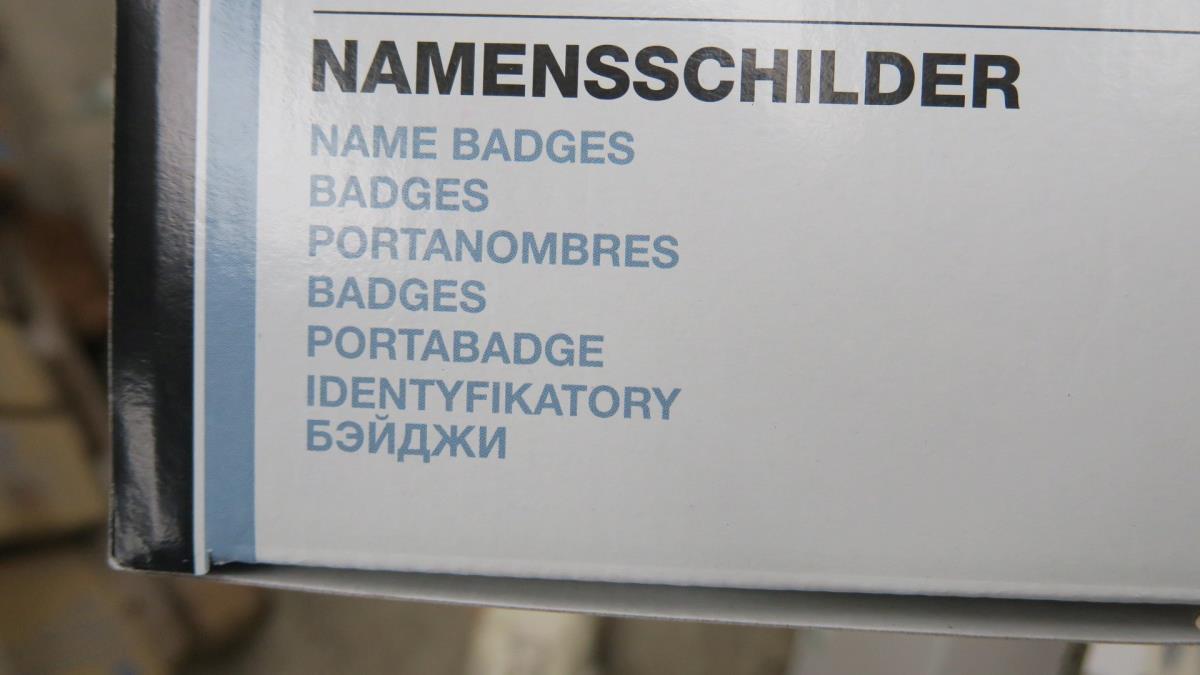 NAMENSSCHILDER
NAME BADGES
BADGES
PORTANOMBRES
BADGES
PORTABADGE
IDENTYFIKATORY
БЭЙДЖИ